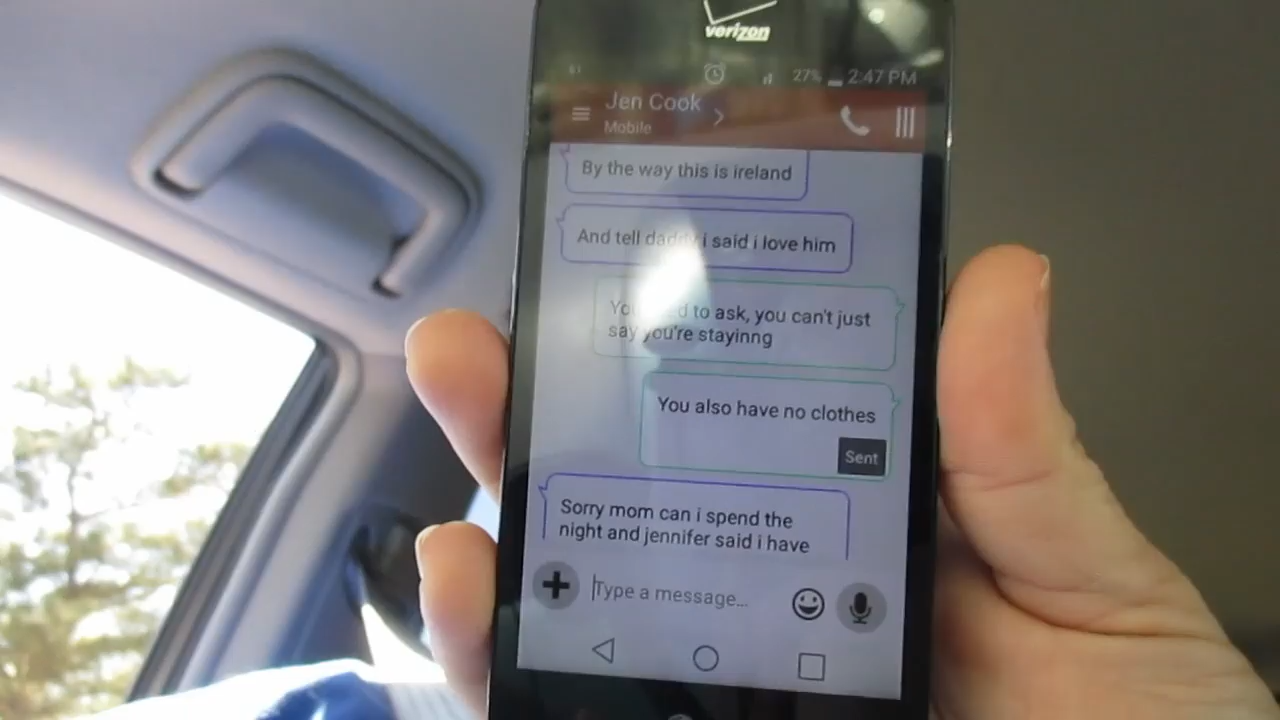 verizon
27% 2:47 PM
Jen Cook
Mobile
By the way this is ireland
And tell daddy i said i love him
to ask, you can't just
say you're stayinng
You also have no clothes
Sent
Sorry mom can i spend the
night and jennifer said i have
Type a message...